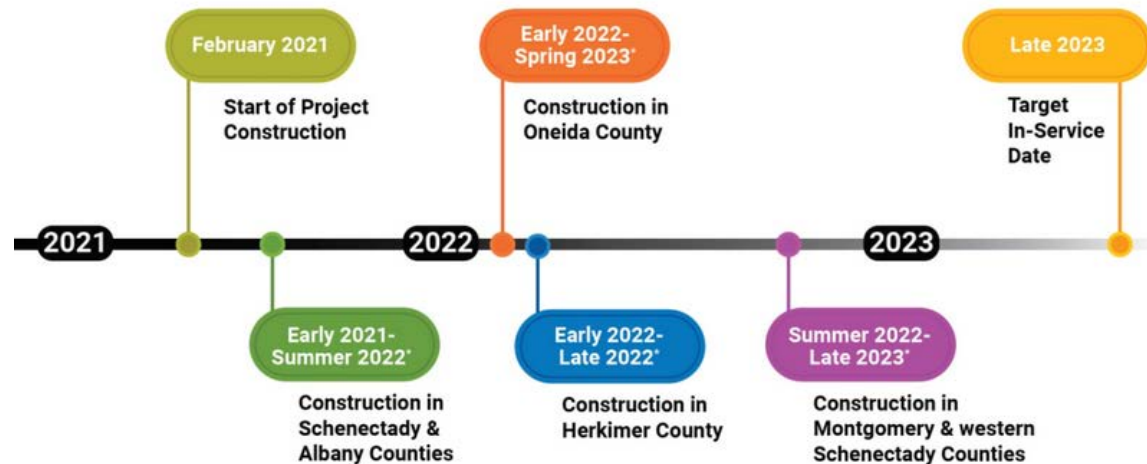 February 2021
Start of Project
Construction
Early 2022-
Spring 2023*
Construction in
Oneida County
Late 2023
Target
In-Service
Date
2021
2022
2023
Early 2021-
Summer 2022*
Construction in
Schenectady &
Albany Counties
Early 2022-
Late 2022*
Construction in
Herkimer County
Summer 2022-
Late 2023*
Construction in
Montgomery & western
Schenectady Counties